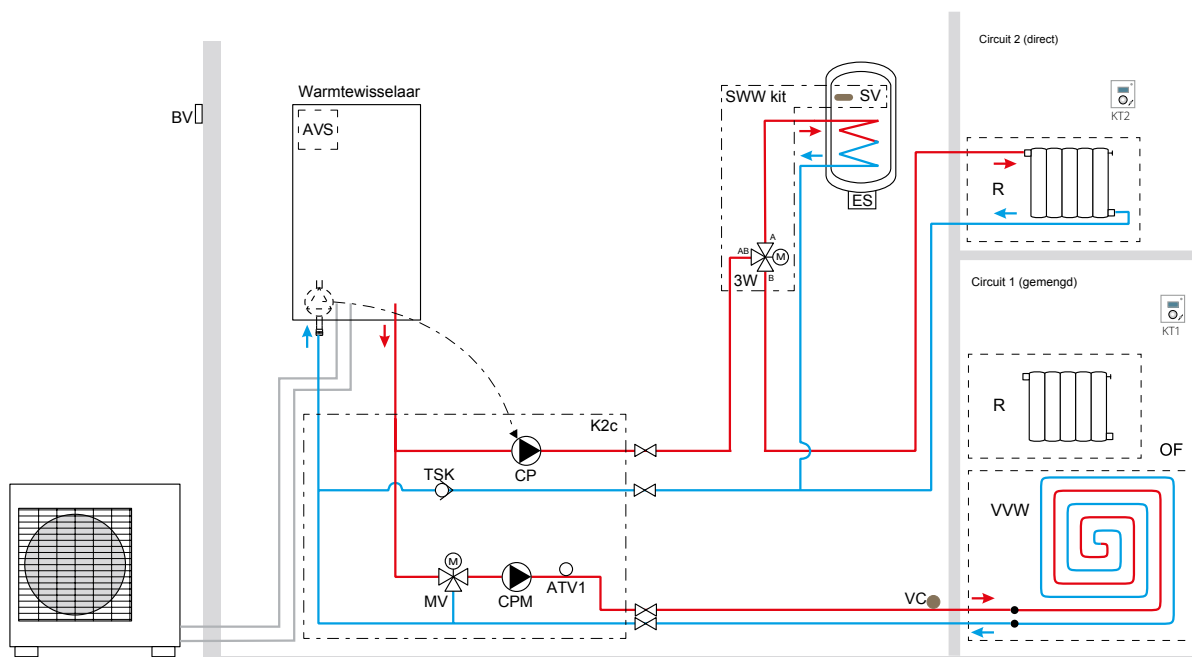 Circuit 2 (direct)
Warmtewisselaar
SWW kit
SV
BV
AVS
KT2
R
ES
A
AB
M
3W
B
Circuit 1 (gemengd)
KT1
K2c
R
CP
OF
TSK
VVW
M
ATV1
MV
CPM
VC